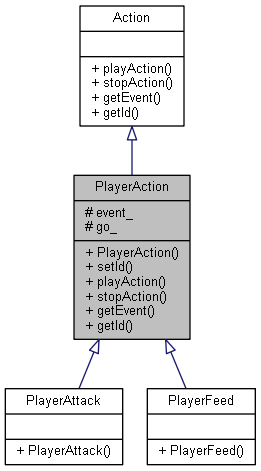 Action
+ playAction()
+ stopAction()
+ getEvent()
+ getId()
PlayerAction
# event_
# go_
+ PlayerAction()
+ setId()
+ playAction()
+ stopAction()
+ getEvent()
+ getId()
PlayerAttack
+ PlayerAttack()
PlayerFeed
+ PlayerFeed()